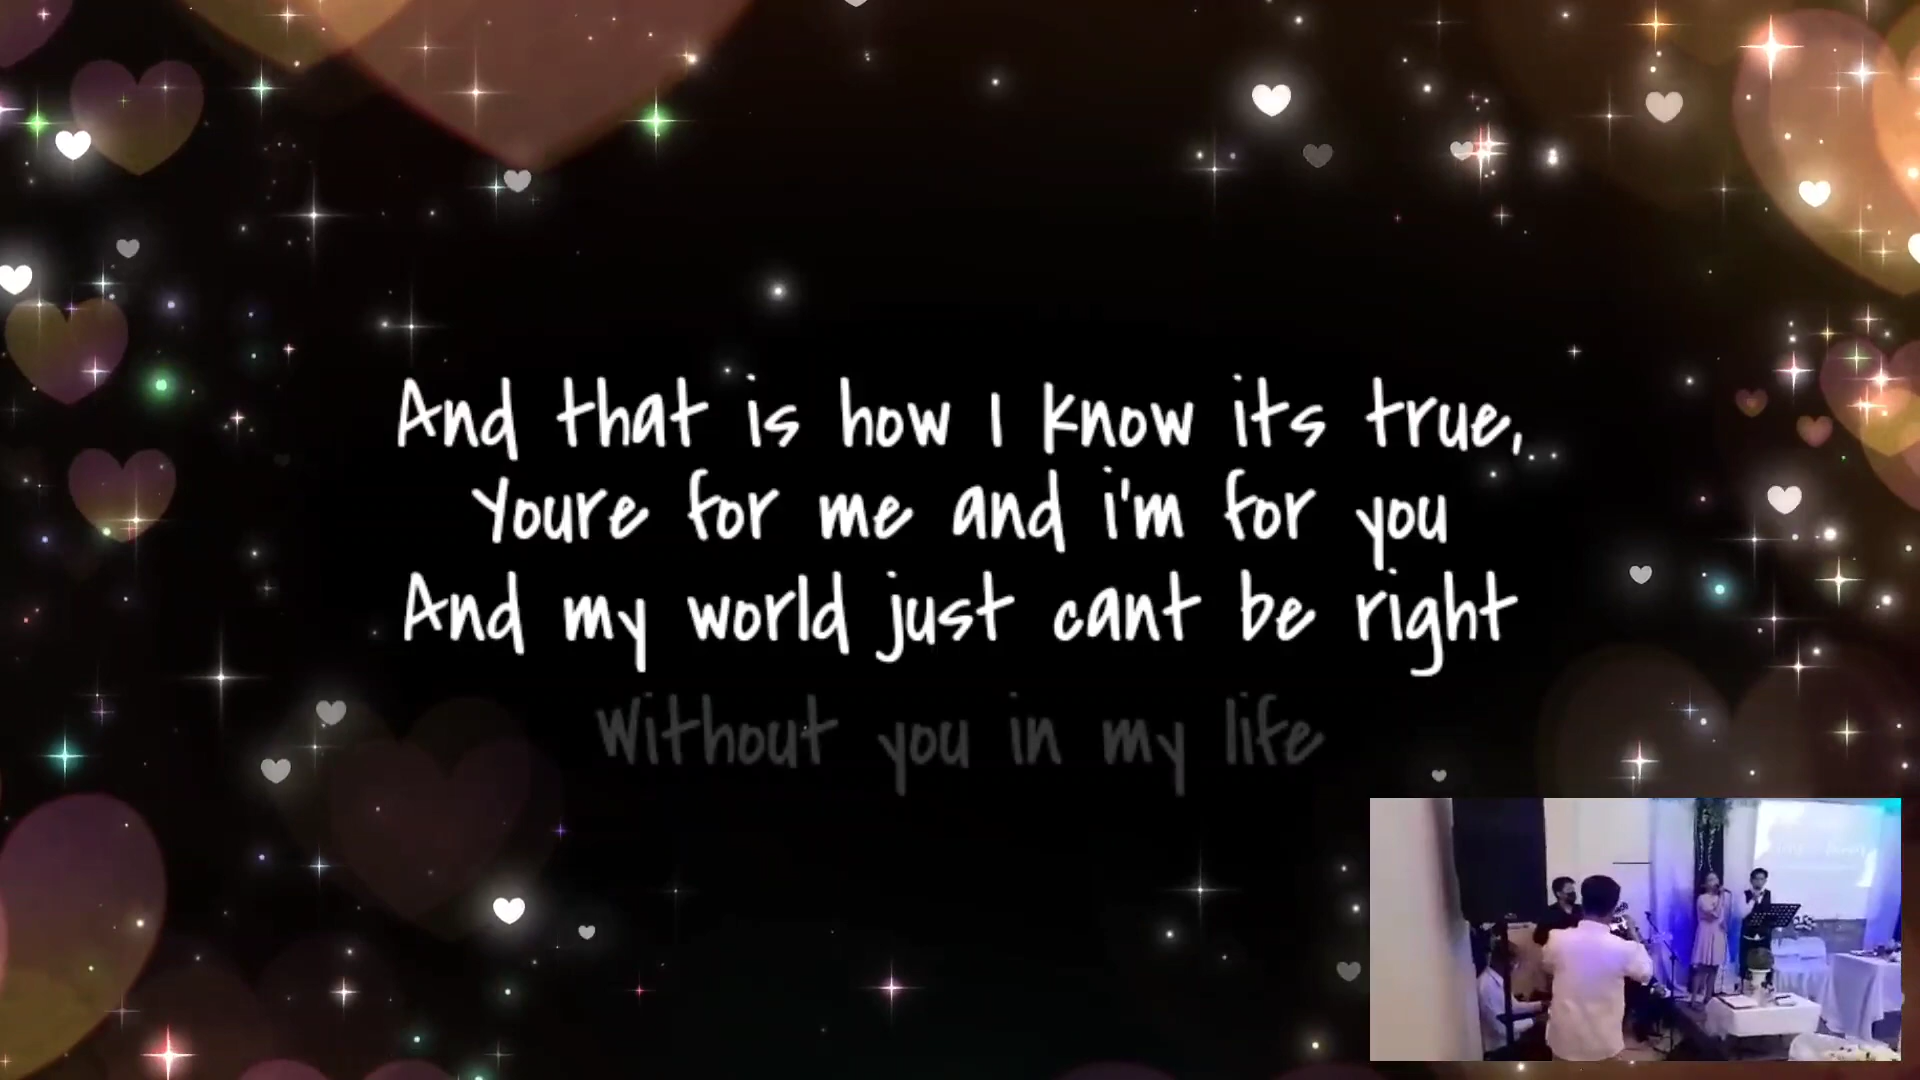 And that is how I know its true,
Youre for me and i'm for you
And my world just cant be right
Without you in my life